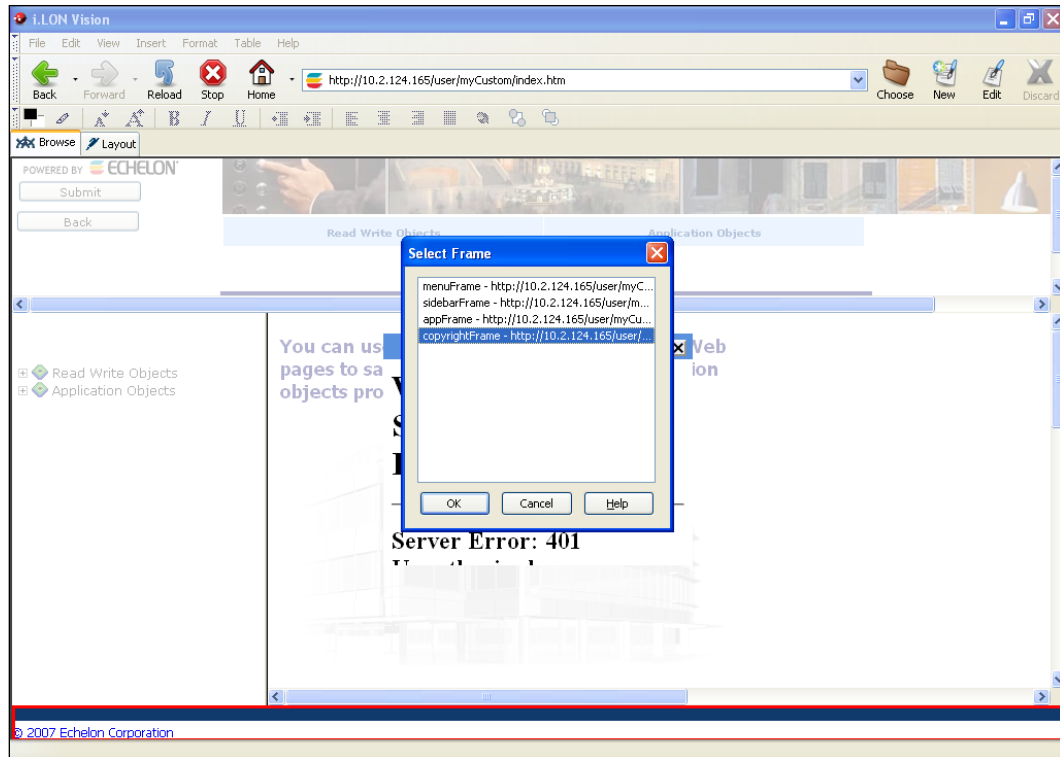 i.LON Vision
File Edit View Insert Format Table Help
Back Forward Reload Stop Home http://10.2.124.165/user/myCustom/index.htm Choose New Edit Discard
B I U
Browse Layout
POWERED BY ECHELON
Submit
Back
Read Write Objects Application Objects
Select Frame
menuFrame - http://10.2.124.165/user/myC...
sidebarFrame - http://10.2.124.165/user/m...
appFrame - http://10.2.124.165/user/myCu...
copyrightFrame - http://10.2.124.165/user/...
You can us Web
Read Write Objects pages to sa ion
Application Objects objects pro
OK Cancel Help
Server Error: 401
© 2007 Echelon Corporation